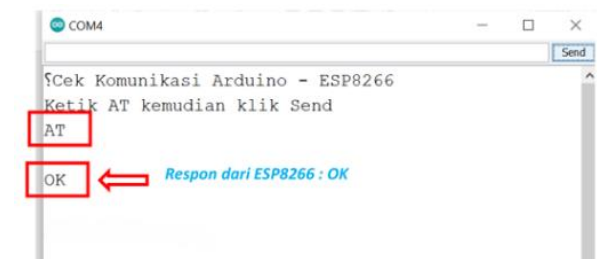 COM4
Send
⸮Cek Komunikasi Arduino - ESP8266
Ketik AT kemudian klik Send
AT
OK
Respon dari ESP8266 : OK